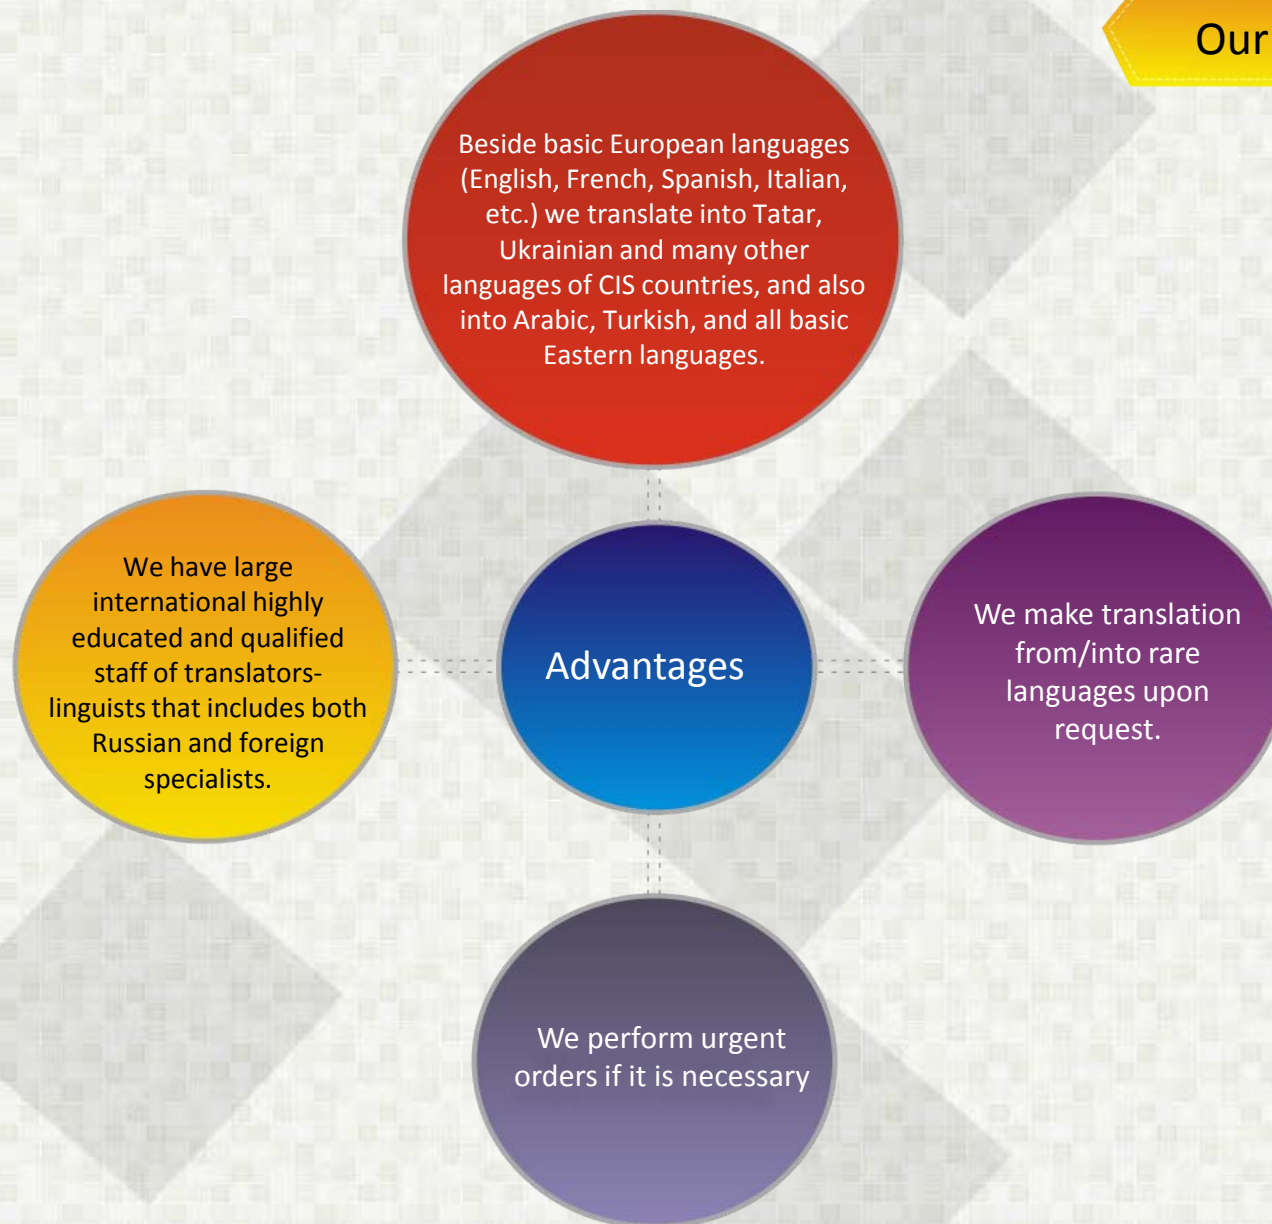 Our
Beside basic European languages
(English, French, Spanish, Italian,
etc.) we translate into Tatar,
Ukrainian and many other
languages of CIS countries, and also
into Arabic, Turkish, and all basic
Eastern languages.
We have large
international highly
educated and qualified
staff of translators-
linguists that includes both
Russian and foreign
specialists.
Advantages
We make translation
from/into rare
languages upon
request.
We perform urgent
orders if it is necessary